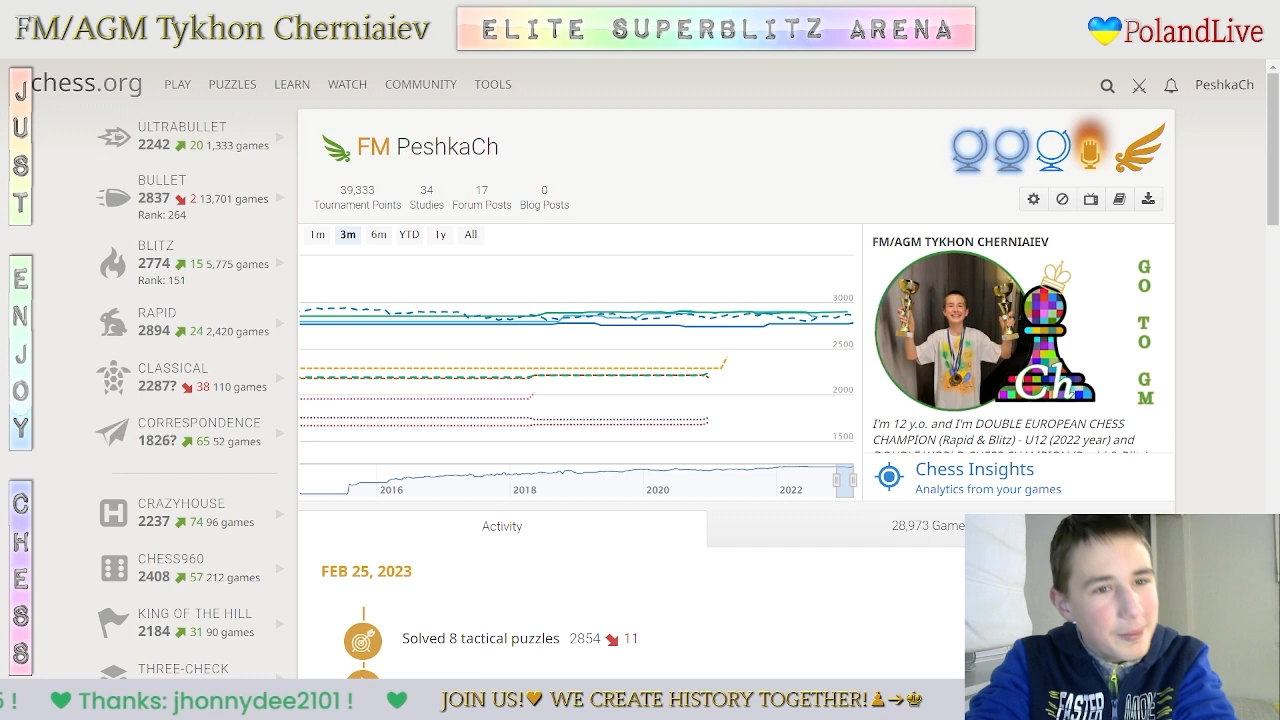 FM/AGM Tykhon Cherniaiev
ELITE SUPERBLITZ ARENA
PolandLive
JUST
ENJOY
CHESS
chess.org
PLAY PUZZLES LEARN WATCH COMMUNITY TOOLS
PeshkaCh
ULTRABULLET
2242 20 1,333 games
BULLET
2837 2 13,701 games
Rank: 264
BLITZ
2774 15 5,775 games
Rank: 151
RAPID
2894 24 2,420 games
CLASSICAL
2287? 38 110 games
CORRESPONDENCE
1826? 65 52 games
CRAZYHOUSE
2237 74 96 games
CHESS960
2408 57 212 games
KING OF THE HILL
2184 31 90 games
THREE-CHECK
FM PeshkaCh
39,333 34 17 0
Tournament Points Studies Forum Posts Blog Posts
1m 3m 6m YTD 1y All
3000
2500
2000
1500
2016 2018 2020 2022
FM/AGM TYKHON CHERNIAIEV
Ch
GO TO GM
I'm 12 y.o. and I'm DOUBLE EUROPEAN CHESS
CHAMPION (Rapid & Blitz) - U12 (2022 year) and
Chess Insights
Analytics from your games
Activity
28,973 Game
FEB 25, 2023
Solved 8 tactical puzzles 2854 11
FASTER
! Thanks: jhonnydee2101 !
JOIN US! WE CREATE HISTORY TOGETHER!